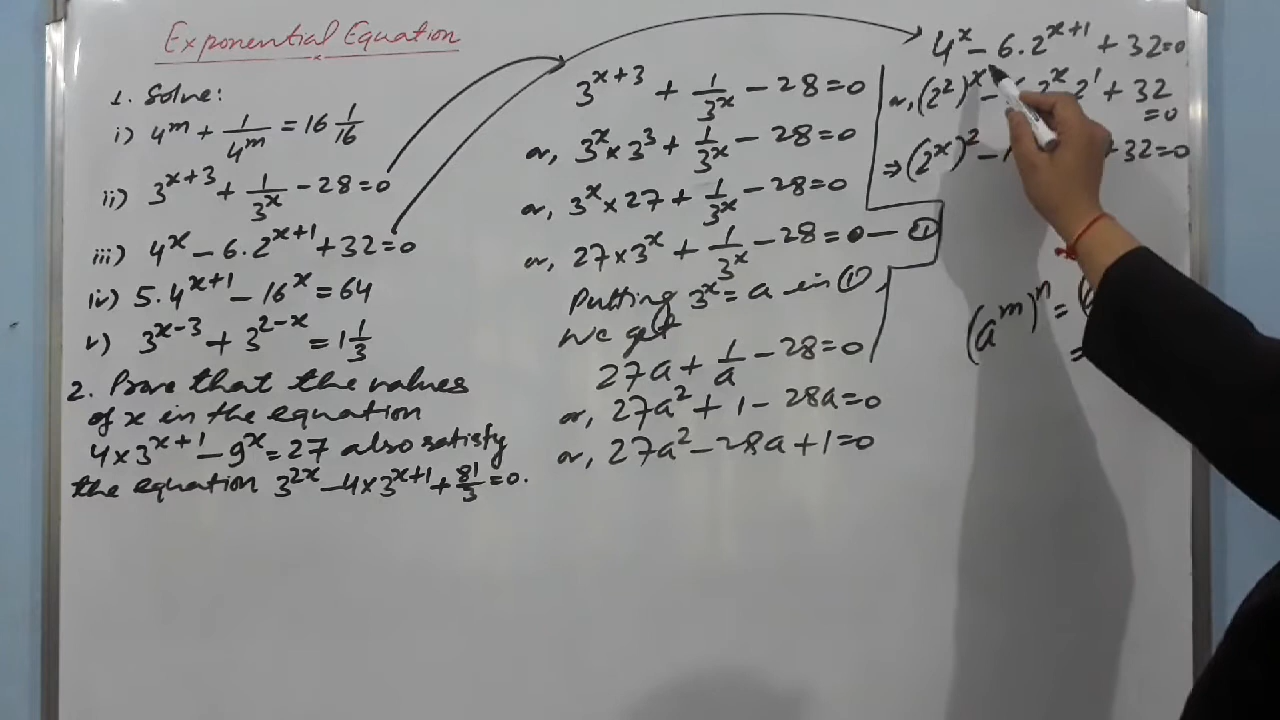 Exponential Equation
1. Solve:
i) 4^m + 1/4^m = 16 1/16
ii) 3^{x+3} + 1/3^x - 28 = 0
iii) 4^x - 6.2^{x+1} + 32 = 0
iv) 5.4^{x+1} - 16^x = 64
v) 3^{x-3} + 3^{2-x} = 1 1/3
2. Prove that the values
of x in the equation
4×3^{x+1} - 9^x = 27 also satisfy
the equation 3^{2x} - 4×3^{x+1} + 81/3 = 0.
3^{x+3} + 1/3^x - 28 = 0
or, 3^x × 3^3 + 1/3^x - 28 = 0
or, 3^x × 27 + 1/3^x - 28 = 0
or, 27 × 3^x + 1/3^x - 28 = 0 — ①
Putting 3^x = a in ①,
we get
27a + 1/a - 28 = 0
or, 27a² + 1 - 28a = 0
or, 27a² - 28a + 1 = 0
4^x - 6.2^{x+1} + 32 = 0
or, (2²)^x - 2^x 2^1 + 32
= 0
⇒ (2^x)² - + 32 = 0
(a^m)^n = (
=